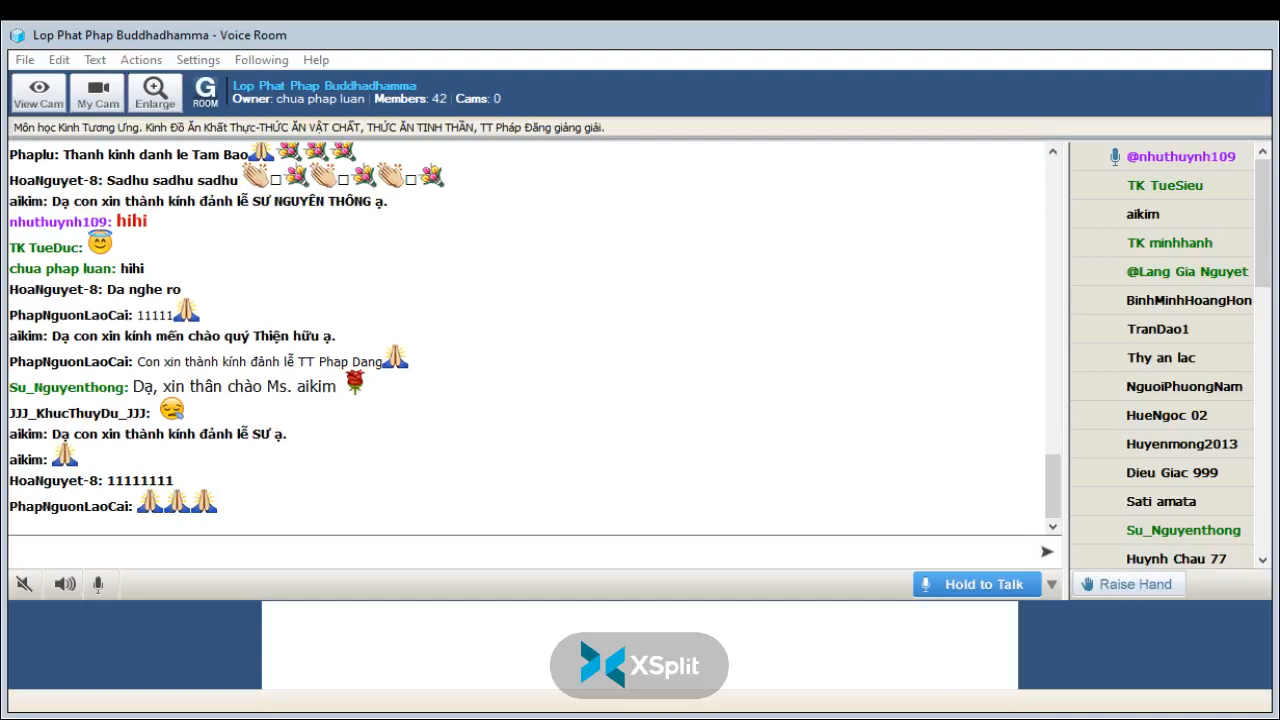 Lop Phat Phap Buddhadhamma - Voice Room
File Edit Text Actions Settings Following Help
View Cam My Cam Enlarge G ROOM
Lop Phat Phap Buddhadhamma
Owner: chua phap luan | Members: 42 | Cams: 0
Môn học Kinh Tương Ưng. Kinh Đồ Ăn Khất Thực-THỨC ĂN VẬT CHẤT, THỨC ĂN TINH THẦN, TT Pháp Đăng giảng giải.
Phaplu: Thanh kinh danh le Tam Bao
HoaNguyet-8: Sadhu sadhu sadhu
aikim: Dạ con xin thành kính đảnh lễ SƯ NGUYÊN THÔNG ạ.
nhuthuynh109: hihi
TK TueDuc:
chua phap luan: hihi
HoaNguyet-8: Da nghe ro
PhapNguonLaoCai: 11111
aikim: Dạ con xin kính mến chào quý Thiện hữu ạ.
PhapNguonLaoCai: Con xin thành kính đảnh lễ TT Phap Dang
Su_Nguyenthong: Dạ, xin thân chào Ms. aikim
JJJ_KhucThuyDu_JJJ:
aikim: Dạ con xin thành kính đảnh lễ SƯ ạ.
aikim:
HoaNguyet-8: 11111111
PhapNguonLaoCai:
@nhuthuynh109
TK TueSieu
aikim
TK minhhanh
@Lang Gia Nguyet
BinhMinhHoangHon
TranDao1
Thy an lac
NguoiPhuongNam
HueNgoc 02
Huyenmong2013
Dieu Giac 999
Sati amata
Su_Nguyenthong
Huynh Chau 77
Hold to Talk
Raise Hand
XSplit